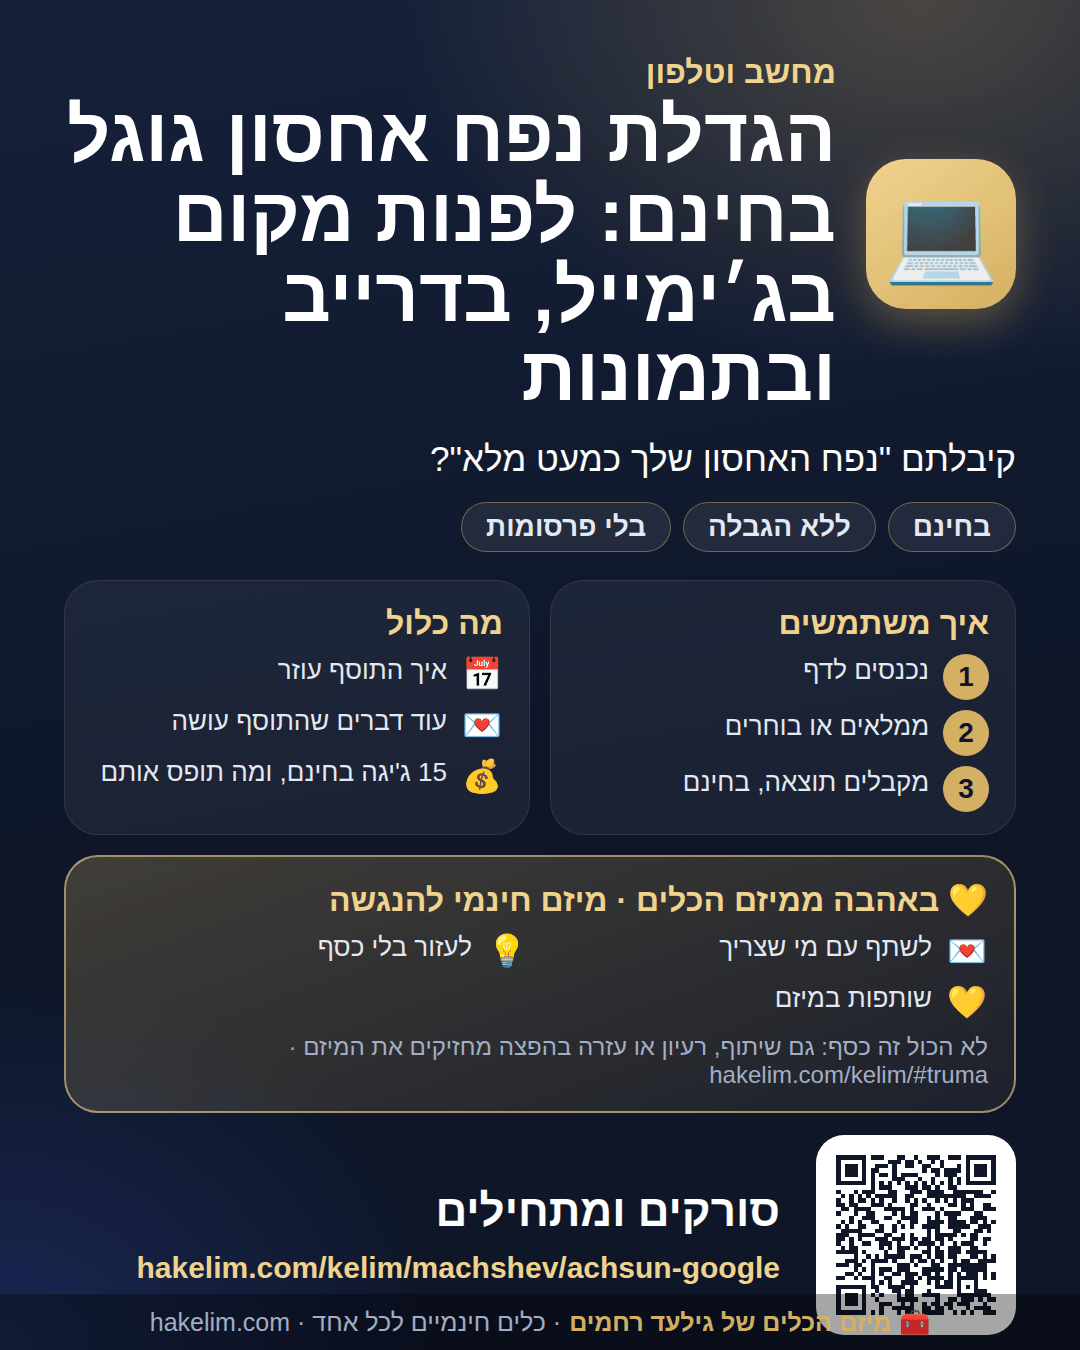 מחשב וטלפון
הגדלת נפח אחסון גוגל
בחינם: לפנות מקום
בג׳ימייל, בדרייב
ובתמונות
קיבלתם "נפח האחסון שלך כמעט מלא"?
בחינם
ללא הגבלה
בלי פרסומות
איך משתמשים
1 נכנסים לדף
2 ממלאים או בוחרים
3 מקבלים תוצאה, בחינם
מה כלול
איך התוסף עוזר
עוד דברים שהתוסף עושה
15 ג'יגה בחינם, ומה תופס אותם
באהבה ממיזם הכלים · מיזם חינמי להנגשה
לשתף עם מי שצריך
לעזור בלי כסף
שותפות במיזם
לא הכול זה כסף: גם שיתוף, רעיון או עזרה בהפצה מחזיקים את המיזם ·
hakelim.com/kelim/#truma
סורקים ומתחילים
hakelim.com/kelim/machshev/achsun-google
מיזם הכלים של גילעד רחמים · כלים חינמיים לכל אחד · hakelim.com